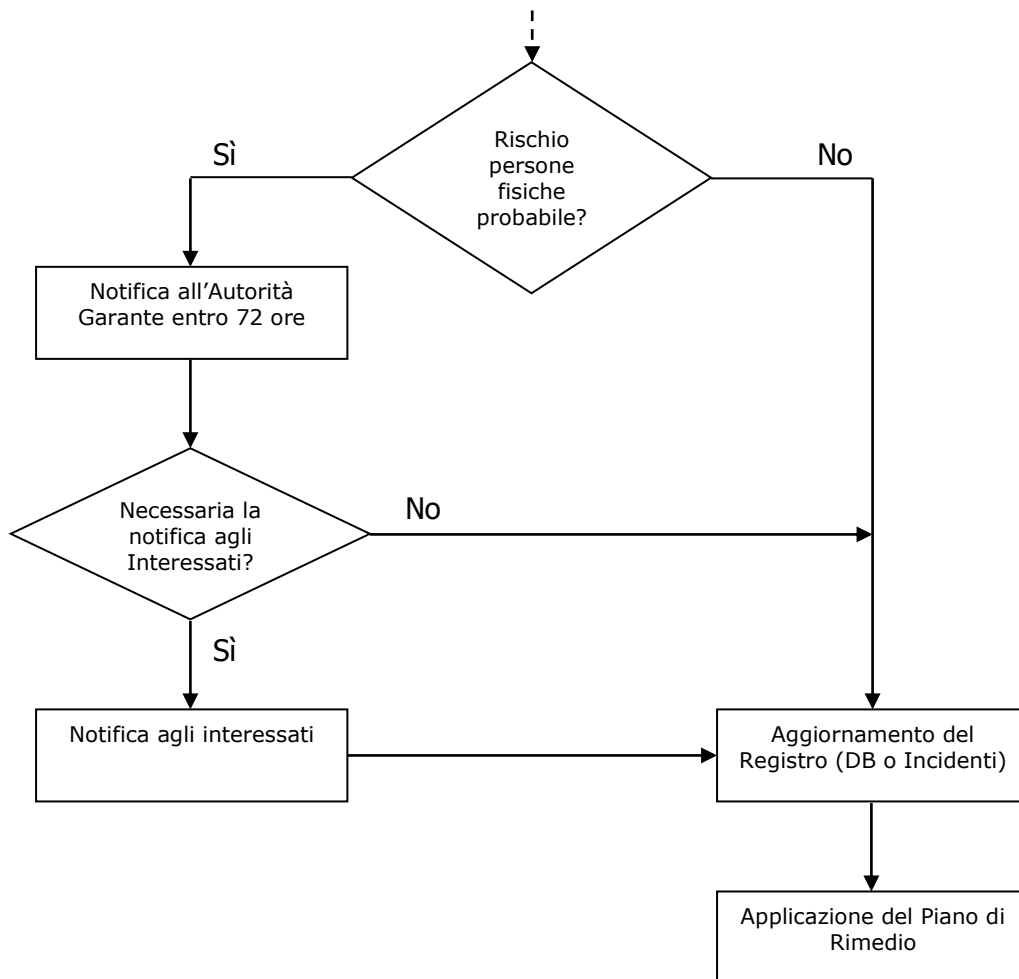 Rischio
persone
fisiche
probabile?
Sì
No
Notifica all’Autorità
Garante entro 72 ore
Necessaria la
notifica agli
Interessati?
No
Sì
Notifica agli interessati
Aggiornamento del
Registro (DB o Incidenti)
Applicazione del Piano di
Rimedio